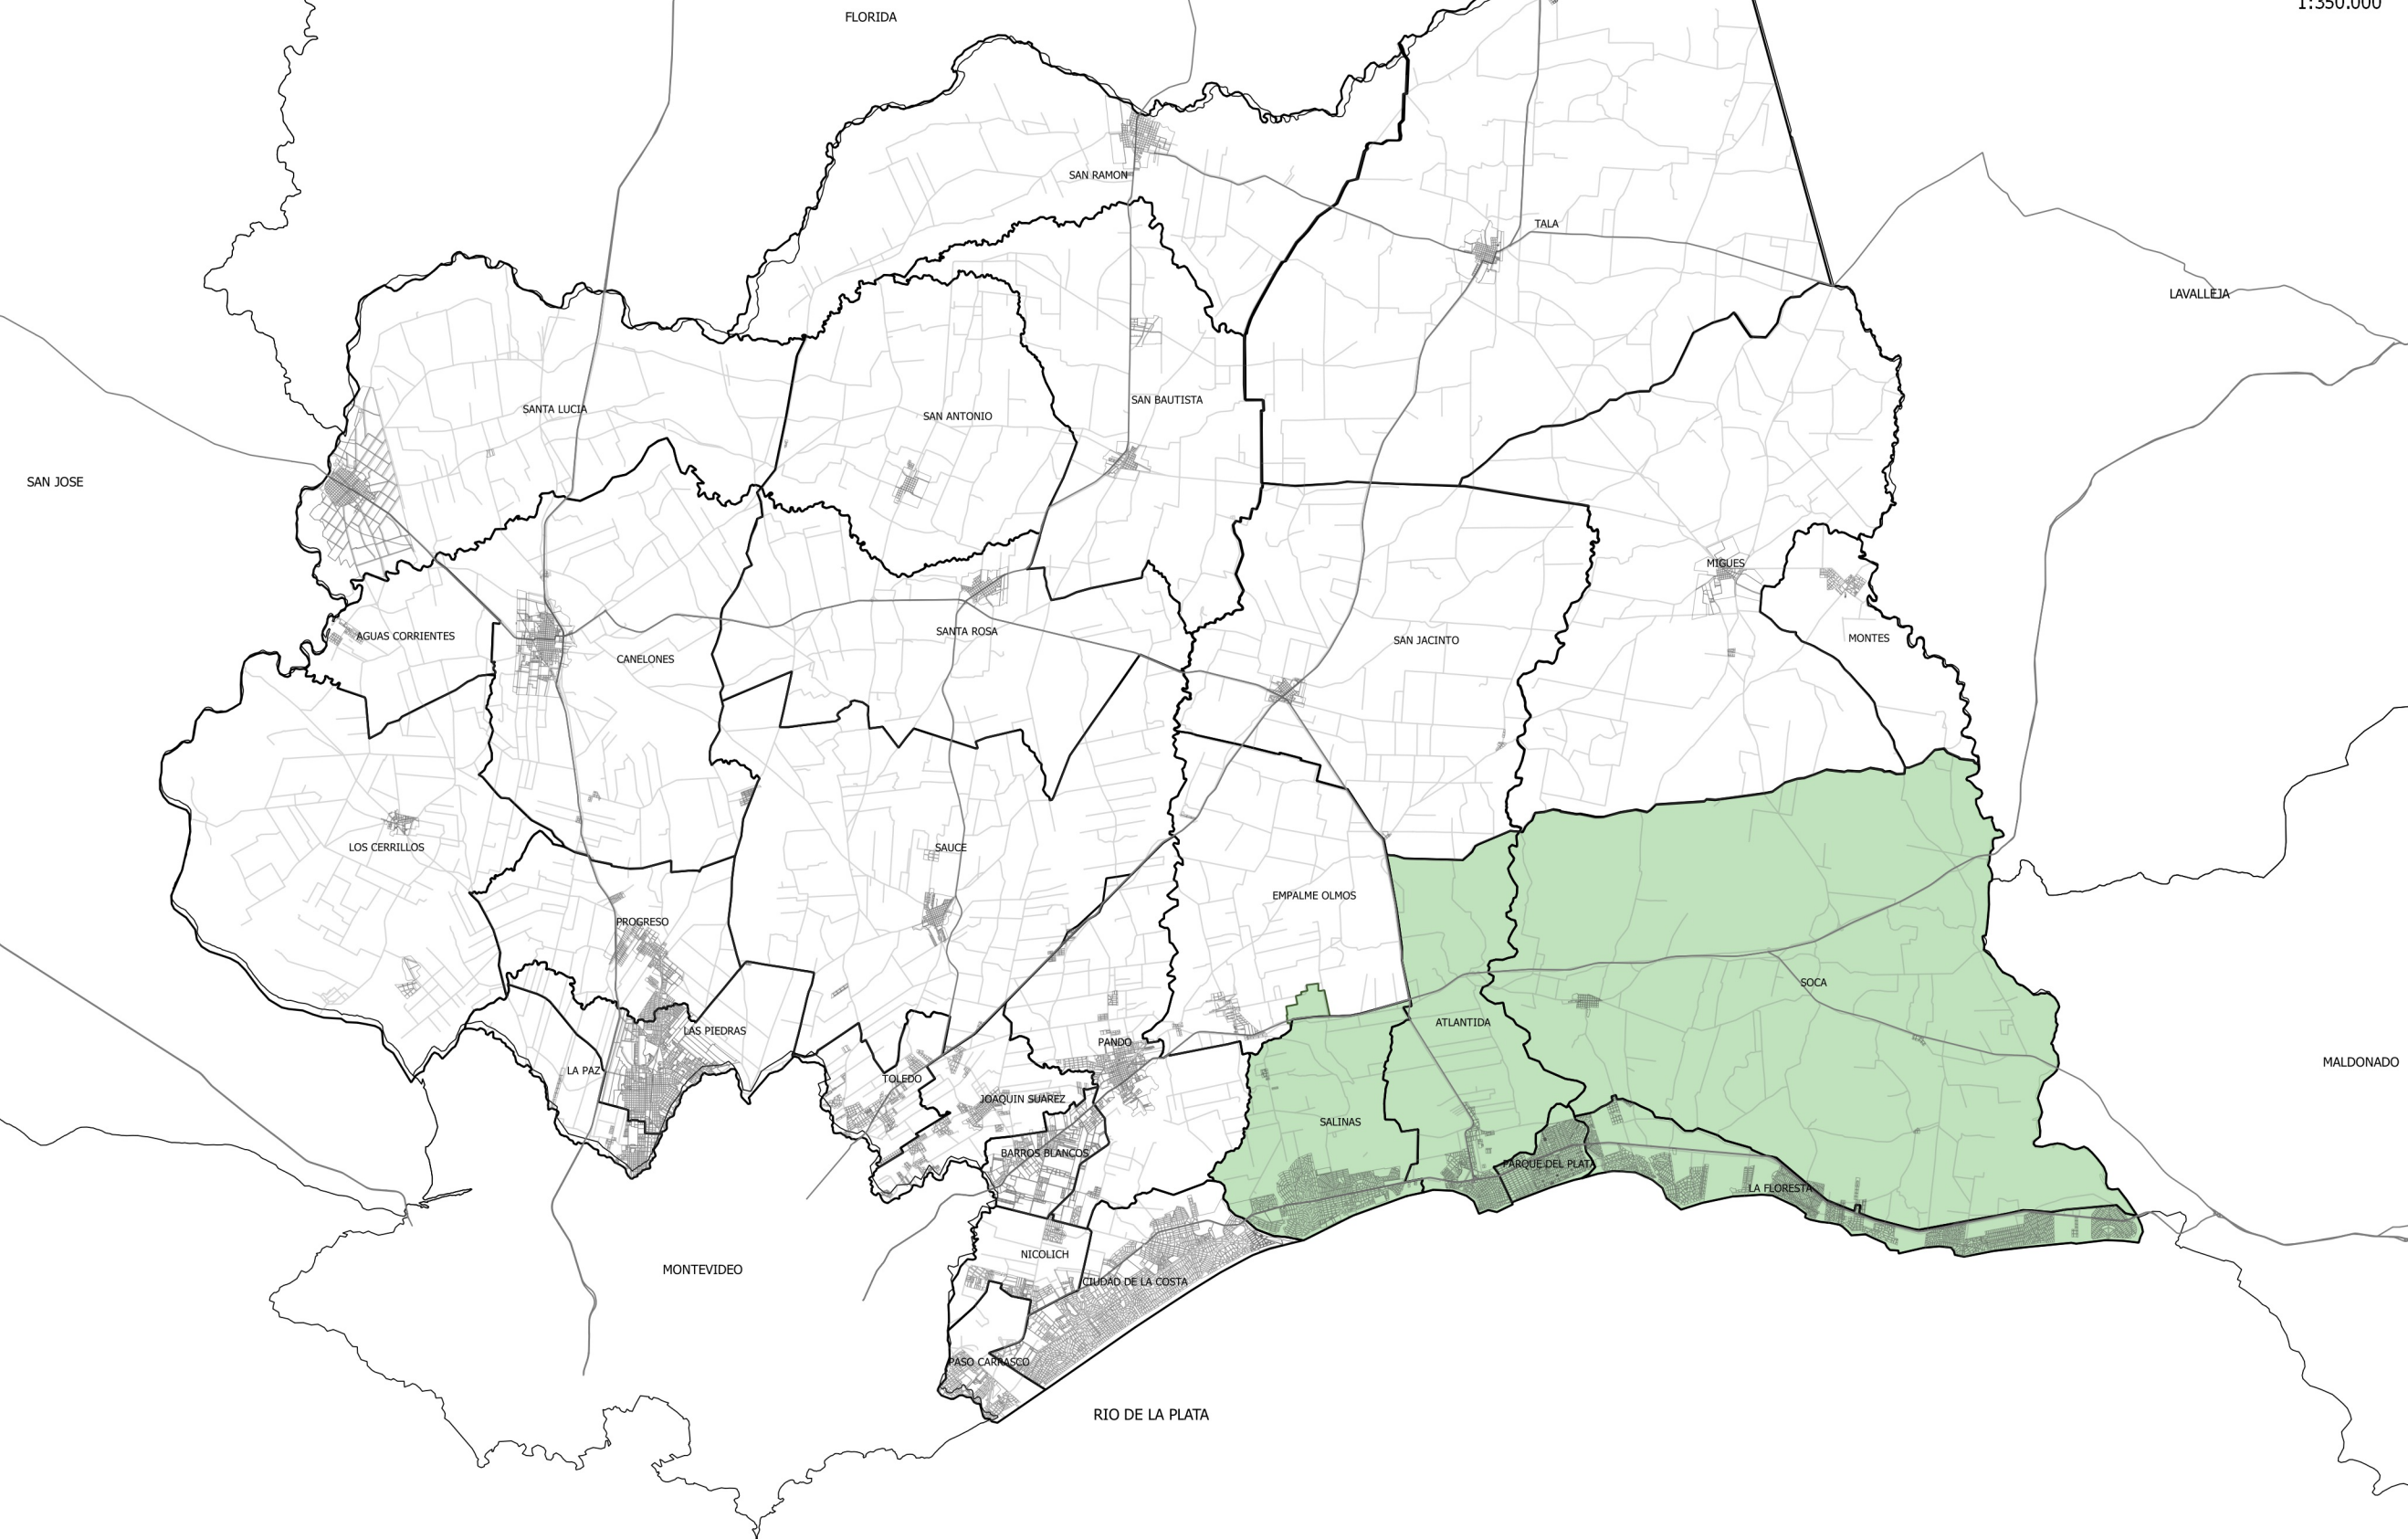 1:350.000
FLORIDA
SAN RAMON
TALA
LAVALLEJA
SANTA LUCIA
SAN ANTONIO
SAN BAUTISTA
SAN JOSE
MIGUES
AGUAS CORRIENTES
SANTA ROSA
SAN JACINTO
MONTES
CANELONES
LOS CERRILLOS
SAUCE
EMPALME OLMOS
PROGRESO
SOCA
LAS PIEDRAS
ATLANTIDA
PANDO
MALDONADO
LA PAZ
TOLEDO
JOAQUIN SUAREZ
SALINAS
BARROS BLANCOS
PARQUE DEL PLATA
LA FLORESTA
NICOLICH
MONTEVIDEO
CIUDAD DE LA COSTA
PASO CARRASCO
RIO DE LA PLATA